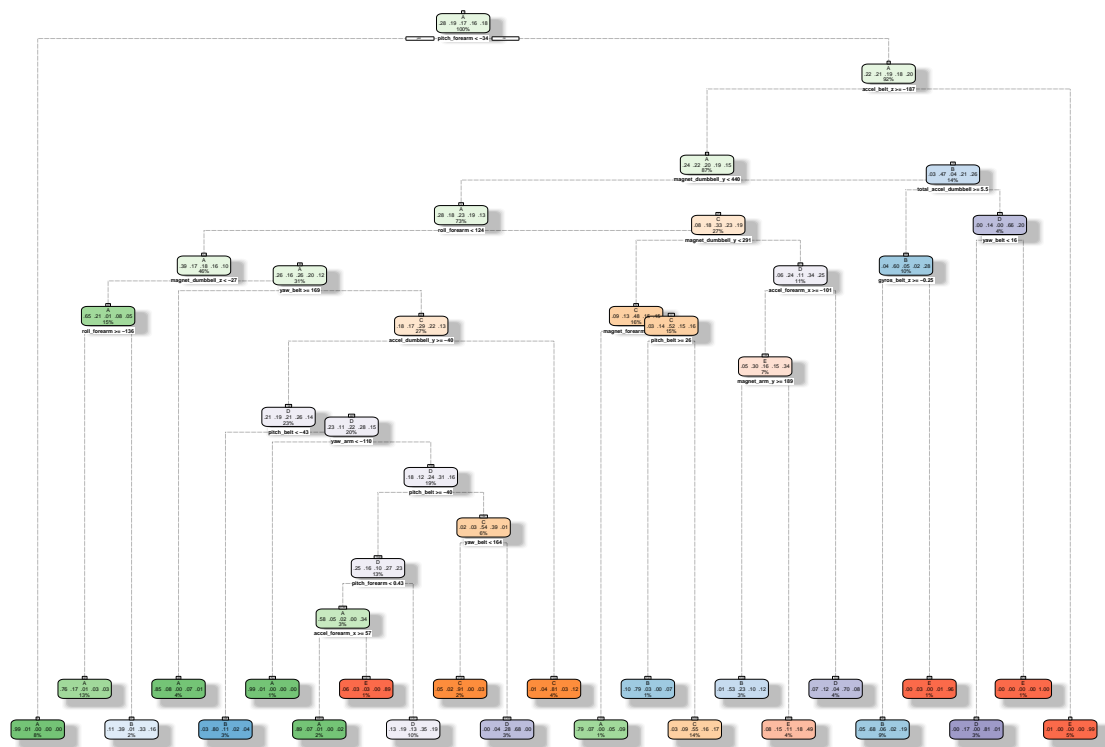 A
.28 .19 .17 .16 .18
100%
pitch_forearm < −34
A
.22 .21 .19 .18 .20
92%
accel_belt_z >= −187
A
.24 .22 .20 .19 .15
87%
magnet_dumbbell_y < 440
B
.03 .47 .04 .21 .26
14%
total_accel_dumbbell >= 5.5
A
.28 .18 .23 .19 .13
73%
roll_forearm < 124
C
.08 .18 .33 .23 .19
27%
magnet_dumbbell_y < 291
D
.00 .14 .00 .66 .20
4%
yaw_belt < 16
A
.39 .17 .18 .16 .10
46%
magnet_dumbbell_z < −27
A
.26 .16 .26 .20 .12
31%
yaw_belt >= 169
D
.06 .24 .11 .34 .25
11%
accel_forearm_x >= −101
B
.04 .60 .05 .02 .28
10%
gyros_belt_z >= −0.25
A
.65 .21 .01 .08 .05
15%
roll_forearm >= −136
C
.18 .17 .29 .22 .13
27%
accel_dumbbell_y >= −40
C
.09 .13 .48
16%
magnet_forearm
C
.03 .14 .52 .15 .16
15%
pitch_belt >= 26
E
.05 .30 .16 .15 .34
7%
magnet_arm_y >= 189
D
.21 .19 .21 .26 .14
23%
pitch_belt < −43
D
.23 .11 .22 .28 .15
20%
yaw_arm < −110
D
.18 .12 .24 .31 .16
19%
pitch_belt >= −40
C
.02 .03 .54 .39 .01
6%
yaw_belt < 164
D
.25 .16 .10 .27 .23
13%
pitch_forearm < 0.43
A
.58 .05 .02 .00 .34
3%
accel_forearm_x >= 57
A
.76 .17 .01 .03 .03
13%
A
.85 .08 .00 .07 .01
4%
A
.99 .01 .00 .00 .00
1%
E
.06 .03 .03 .00 .89
1%
C
.05 .02 .91 .00 .03
2%
C
.01 .04 .81 .03 .12
4%
B
.10 .79 .03 .00 .07
1%
B
.01 .53 .23 .10 .12
3%
D
.07 .12 .04 .70 .08
4%
E
.00 .03 .00 .01 .96
1%
E
.00 .00 .00 .00 1.00
1%
A
.99 .01 .00 .00 .00
8%
B
.11 .39 .01 .33 .16
2%
B
.03 .80 .11 .02 .04
3%
A
.90 .07 .01 .00 .02
2%
D
.13 .19 .13 .35 .19
10%
D
.00 .04 .28 .68 .00
3%
A
.79 .07 .00 .05 .09
1%
C
.03 .09 .55 .16 .17
14%
E
.08 .15 .11 .18 .49
4%
B
.05 .68 .06 .02 .19
9%
D
.00 .17 .00 .81 .01
3%
E
.01 .00 .00 .00 .98
5%